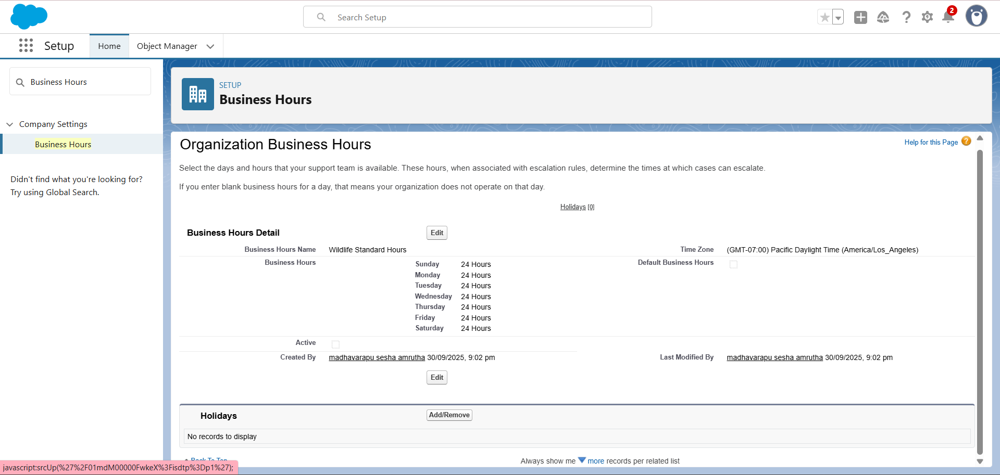 Search Setup
2
Setup
Home
Object Manager
Business Hours
Company Settings
Business Hours
Didn't find what you're looking for?
Try using Global Search.
SETUP
Business Hours
Organization Business Hours
Help for this Page
Select the days and hours that your support team is available. These hours, when associated with escalation rules, determine the times at which cases can escalate.
If you enter blank business hours for a day, that means your organization does not operate on that day.
Holidays [0]
Business Hours Detail
Edit
Business Hours Name Wildlife Standard Hours
Time Zone (GMT-07:00) Pacific Daylight Time (America/Los_Angeles)
Business Hours
Default Business Hours
Sunday 24 Hours
Monday 24 Hours
Tuesday 24 Hours
Wednesday 24 Hours
Thursday 24 Hours
Friday 24 Hours
Saturday 24 Hours
Active
Created By madhavarapu sesha amrutha 30/09/2025, 9:02 pm
Last Modified By madhavarapu sesha amrutha 30/09/2025, 9:02 pm
Edit
Holidays
Add/Remove
No records to display
Back To Top
Always show me more records per related list
javascript:srcUp(%27%2F01mdM00000FwkeX%3Fisdtp%3Dp1%27);